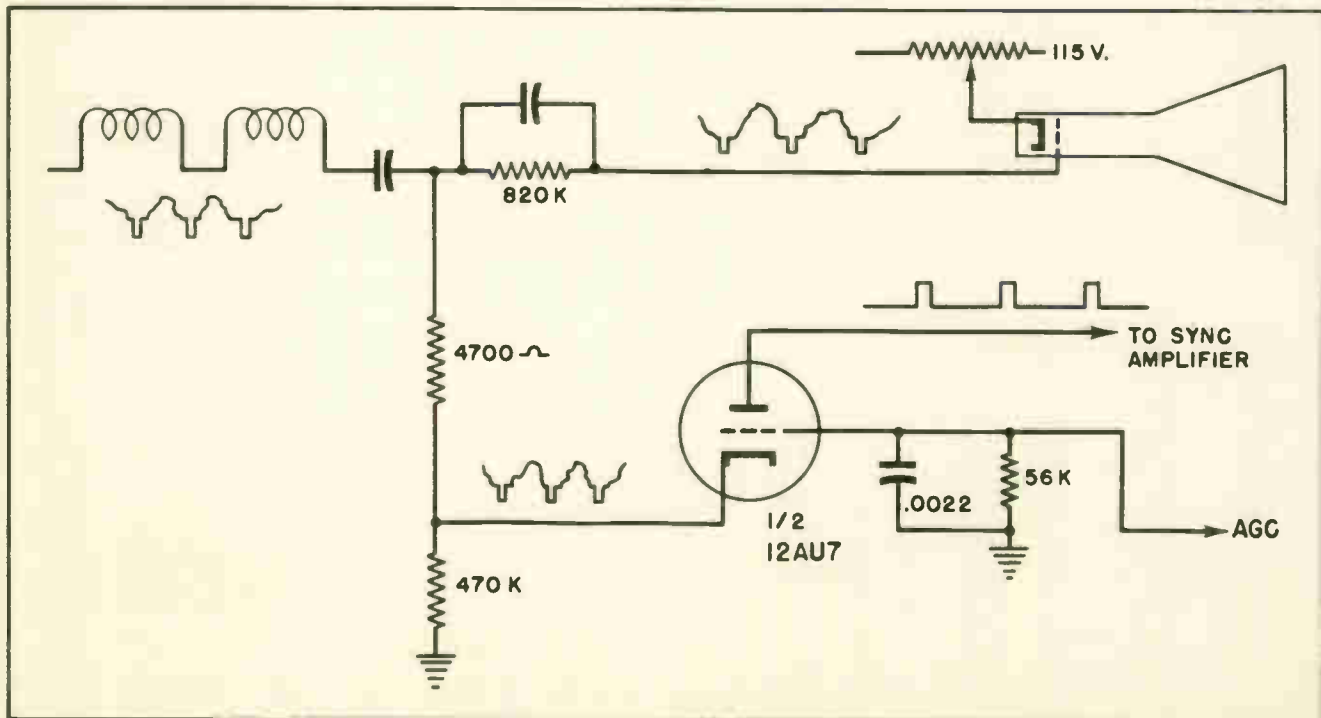 115 V.
820 K
4700 Ω
TO SYNC
AMPLIFIER
56 K
.0022
1/2
12AU7
AGC
470 K